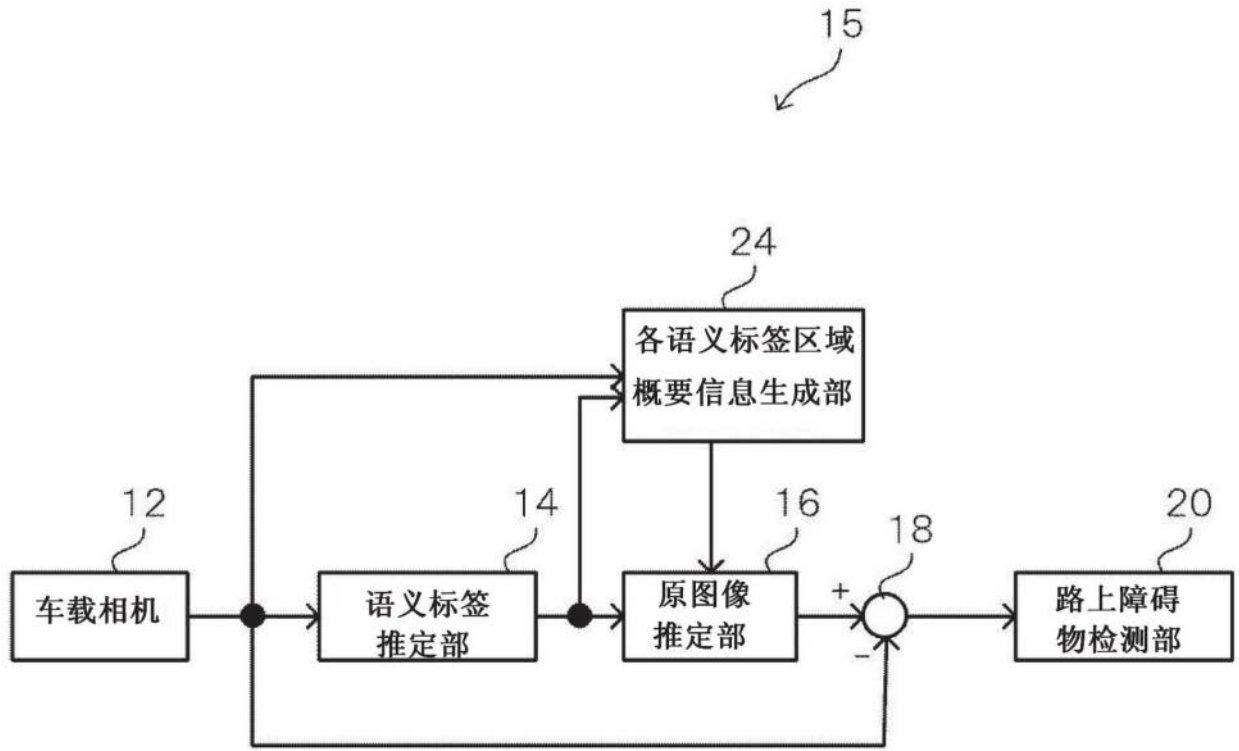 15
24
各语义标签区域
概要信息生成部
12
车载相机
14
语义标签
推定部
16
原图像
推定部
+
18
-
20
路上障碍
物检测部